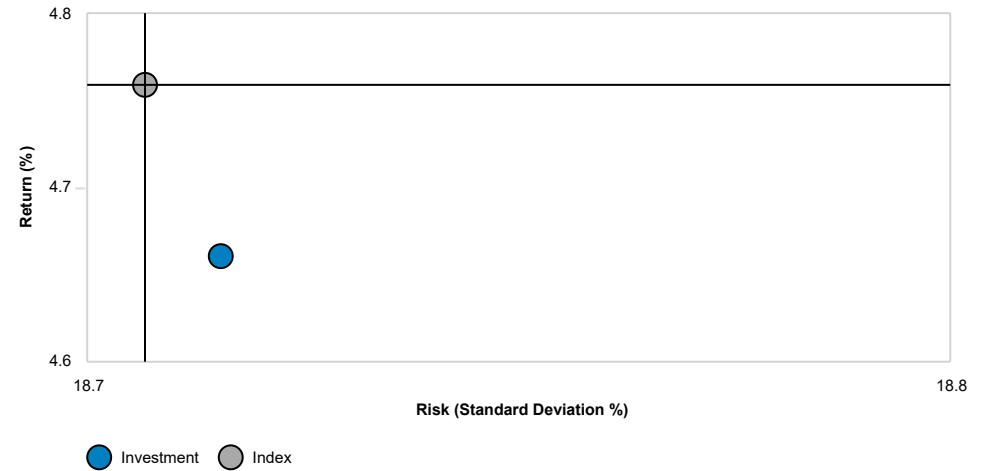 4.8
Return (%)
4.7
4.6
18.7
18.8
Risk (Standard Deviation %)
Investment Index